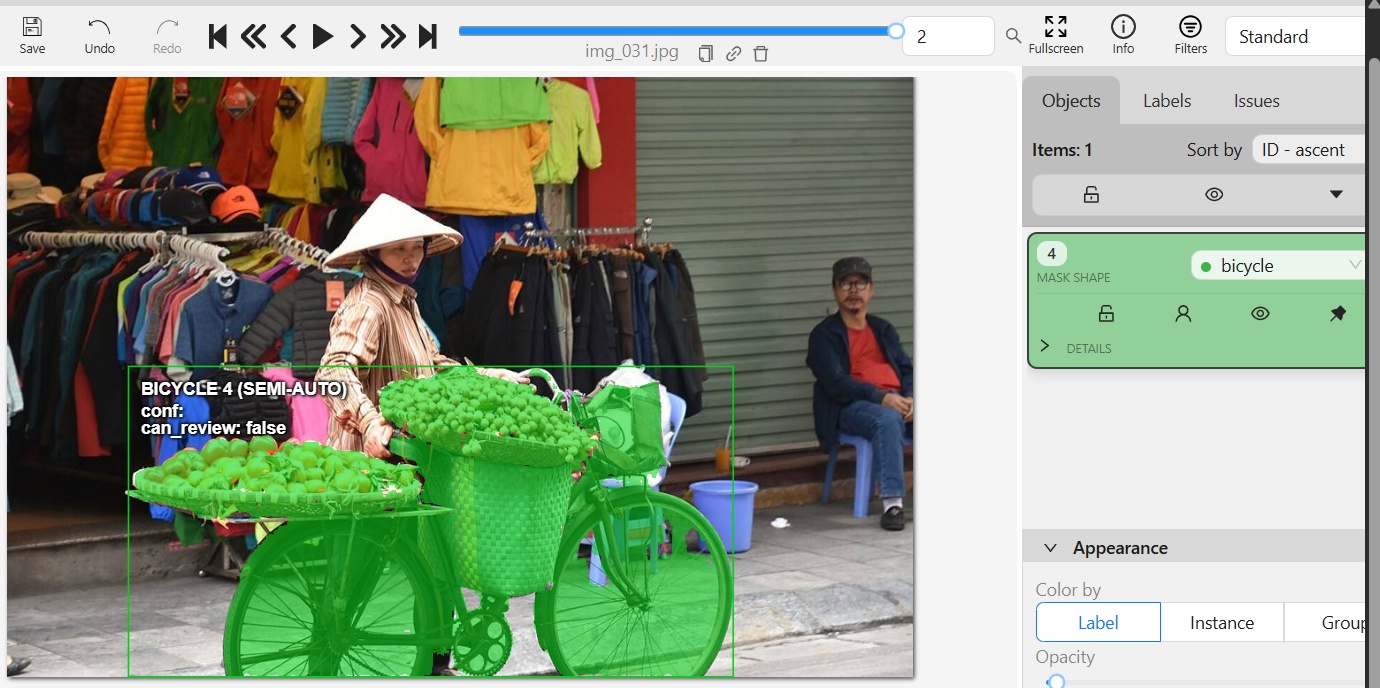 Save
Undo
Redo
img_031.jpg
2
Fullscreen
Info
Filters
Standard
Objects
Labels
Issues
Items: 1
Sort by
ID - ascent
4
MASK SHAPE
bicycle
DETAILS
BICYCLE 4 (SEMI-AUTO)
conf:
can_review: false
Appearance
Color by
Label
Instance
Group
Opacity